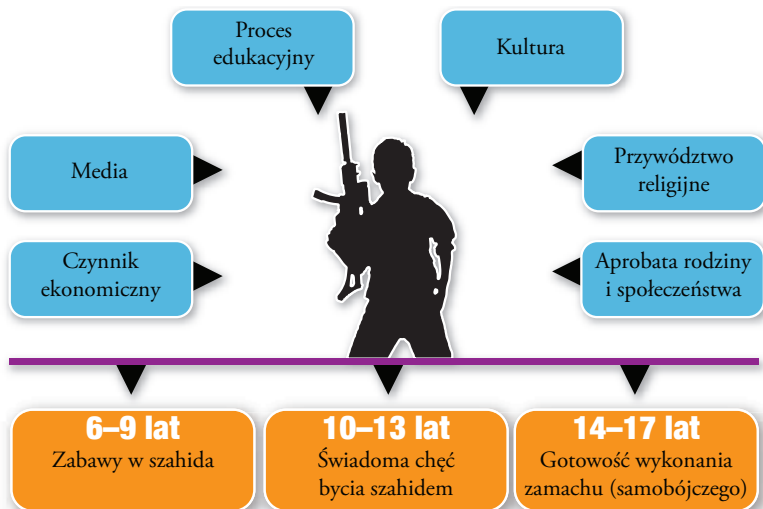 Proces
edukacyjny
Kultura
Media
Przywództwo
religijne
Czynnik
ekonomiczny
Aprobata rodziny
i społeczeństwa
6–9 lat
Zabawy w szahida
10–13 lat
Świadoma chęć
bycia szahidem
14–17 lat
Gotowość wykonania
zamachu (samobójczego)